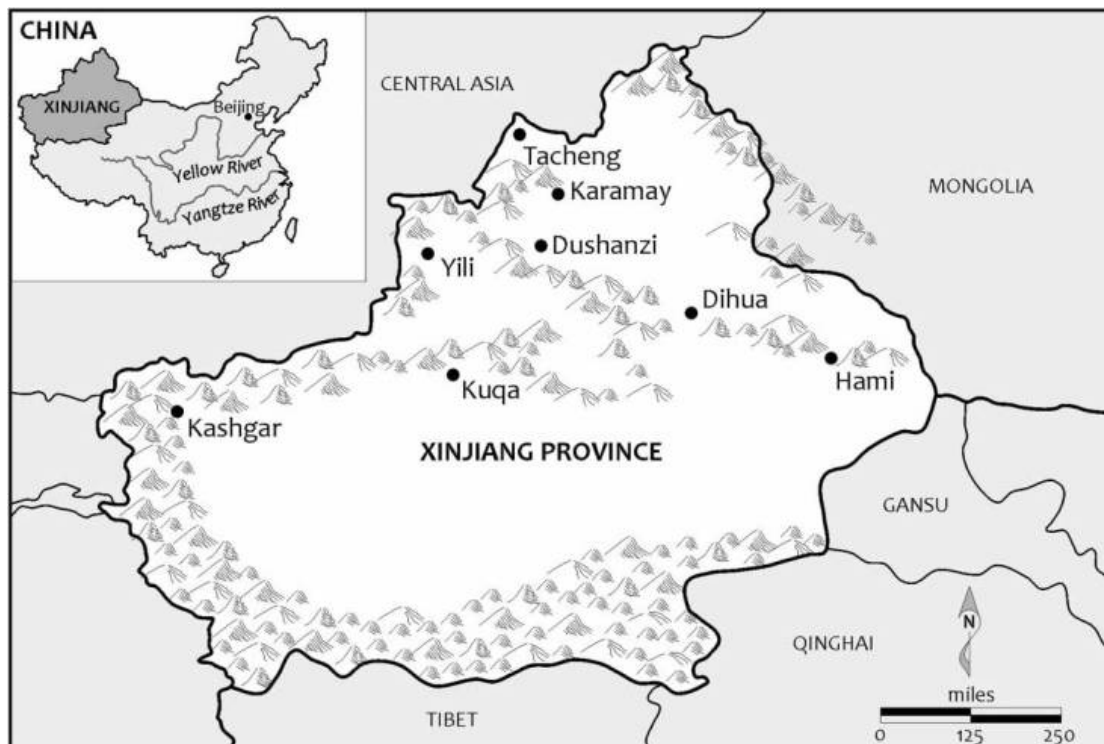 CHINA
XINJIANG
Beijing
Yellow River
Yangtze River
CENTRAL ASIA
MONGOLIA
Tacheng
Karamay
Dushanzi
Yili
Dihua
Hami
Kuqa
Kashgar
XINJIANG PROVINCE
GANSU
QINGHAI
TIBET
N
miles
0 125 250